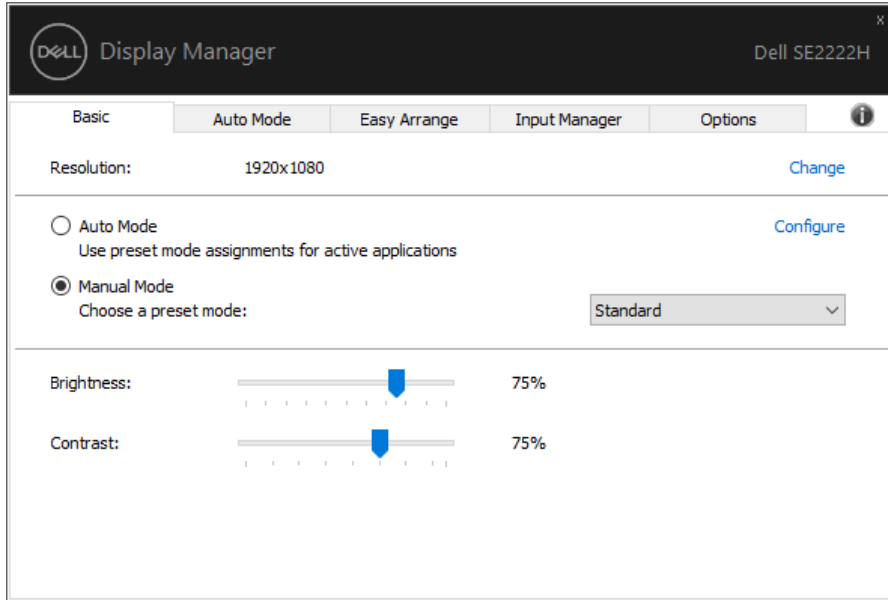 x
DELL Display Manager Dell SE2222H
Basic Auto Mode Easy Arrange Input Manager Options i
Resolution: 1920x1080 Change
Auto Mode Configure
Use preset mode assignments for active applications
Manual Mode
Choose a preset mode: Standard
Brightness: 75%
Contrast: 75%